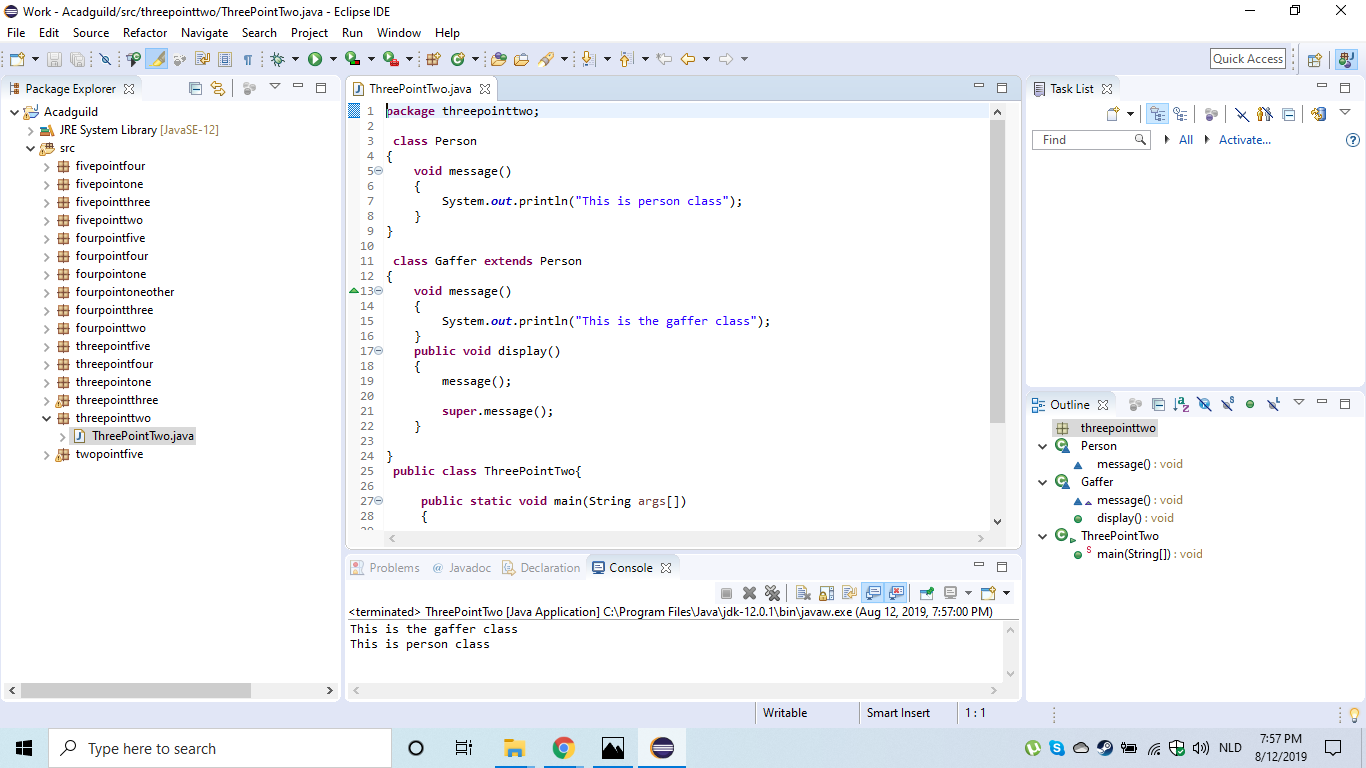 Work - Acadguild/src/threepointtwo/ThreePointTwo.java - Eclipse IDE
File Edit Source Refactor Navigate Search Project Run Window Help
Quick Access
Package Explorer
Acadguild
JRE System Library [JavaSE-12]
src
fivepointfour
fivepointone
fivepointthree
fivepointtwo
fourpointfive
fourpointfour
fourpointone
fourpointoneother
fourpointthree
fourpointtwo
threepointfive
threepointfour
threepointone
threepointthree
threepointtwo
ThreePointTwo.java
twopointfive
ThreePointTwo.java
1 package threepointtwo;
2
3 class Person
4 {
5 void message()
6 {
7 System.out.println("This is person class");
8 }
9 }
10
11 class Gaffer extends Person
12 {
13 void message()
14 {
15 System.out.println("This is the gaffer class");
16 }
17 public void display()
18 {
19 message();
20
21 super.message();
22 }
23
24 }
25 public class ThreePointTwo{
26
27 public static void main(String args[])
28 {
Problems @ Javadoc Declaration Console
<terminated> ThreePointTwo [Java Application] C:\Program Files\Java\jdk-12.0.1\bin\javaw.exe (Aug 12, 2019, 7:57:00 PM)
This is the gaffer class
This is person class
Task List
Find All Activate...
Outline
threepointtwo
Person
message() : void
Gaffer
message() : void
display() : void
ThreePointTwo
main(String[]) : void
Writable Smart Insert 1 : 1
Type here to search
NLD
7:57 PM
8/12/2019